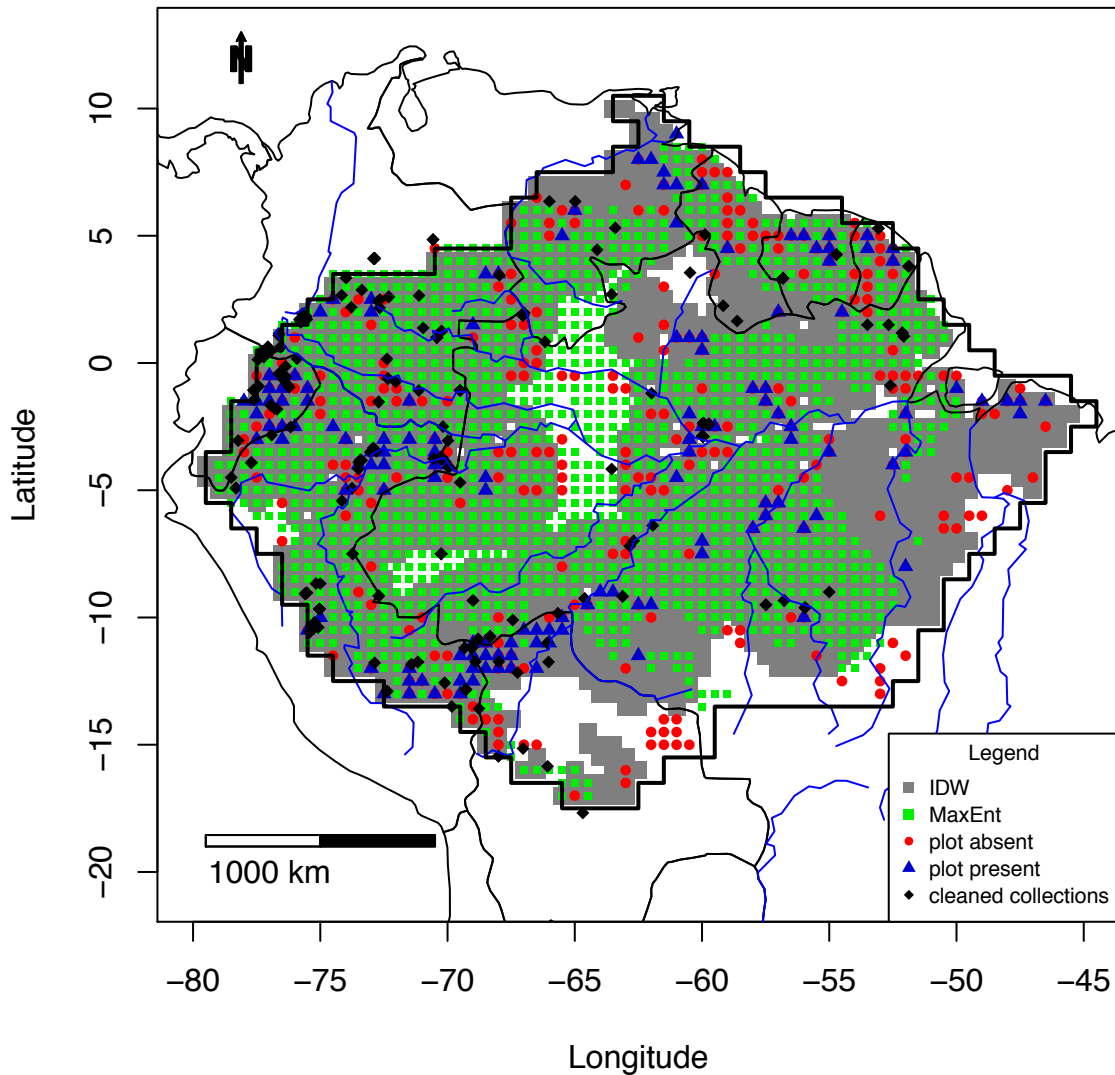 N
10
5
0
−5
−10
−15
−20
Latitude
1000 km
Legend
IDW
MaxEnt
plot absent
plot present
cleaned collections
−80 −75 −70 −65 −60 −55 −50 −45
Longitude